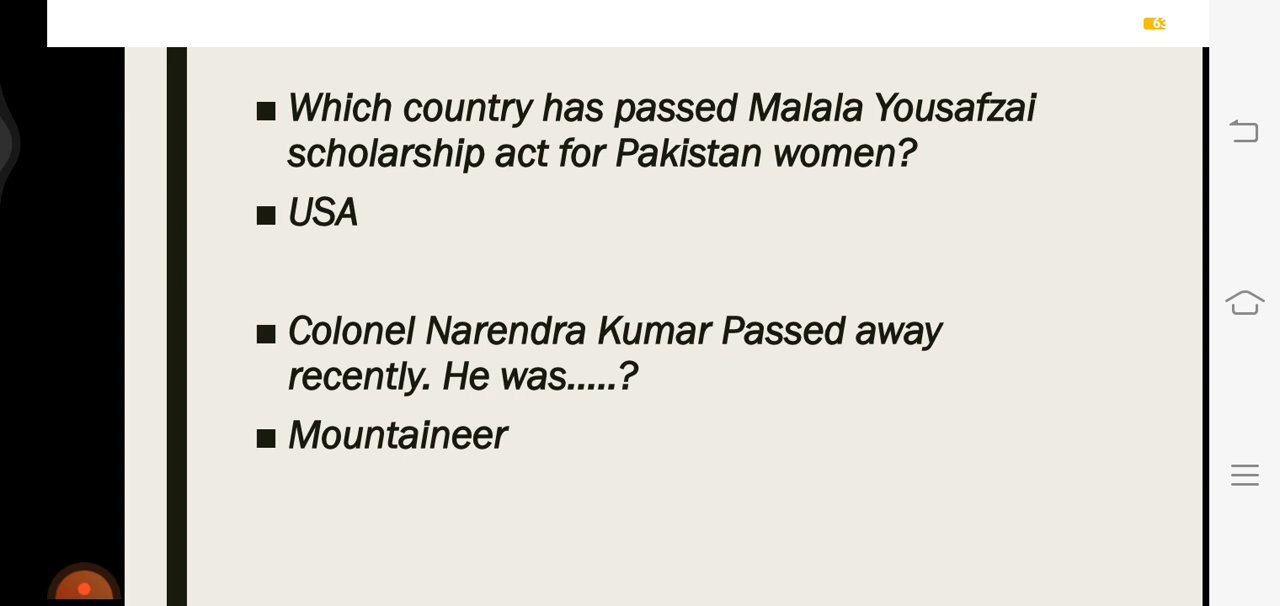 63
■ Which country has passed Malala Yousafzai
scholarship act for Pakistan women?
■ USA
■ Colonel Narendra Kumar Passed away
recently. He was.....?
■ Mountaineer